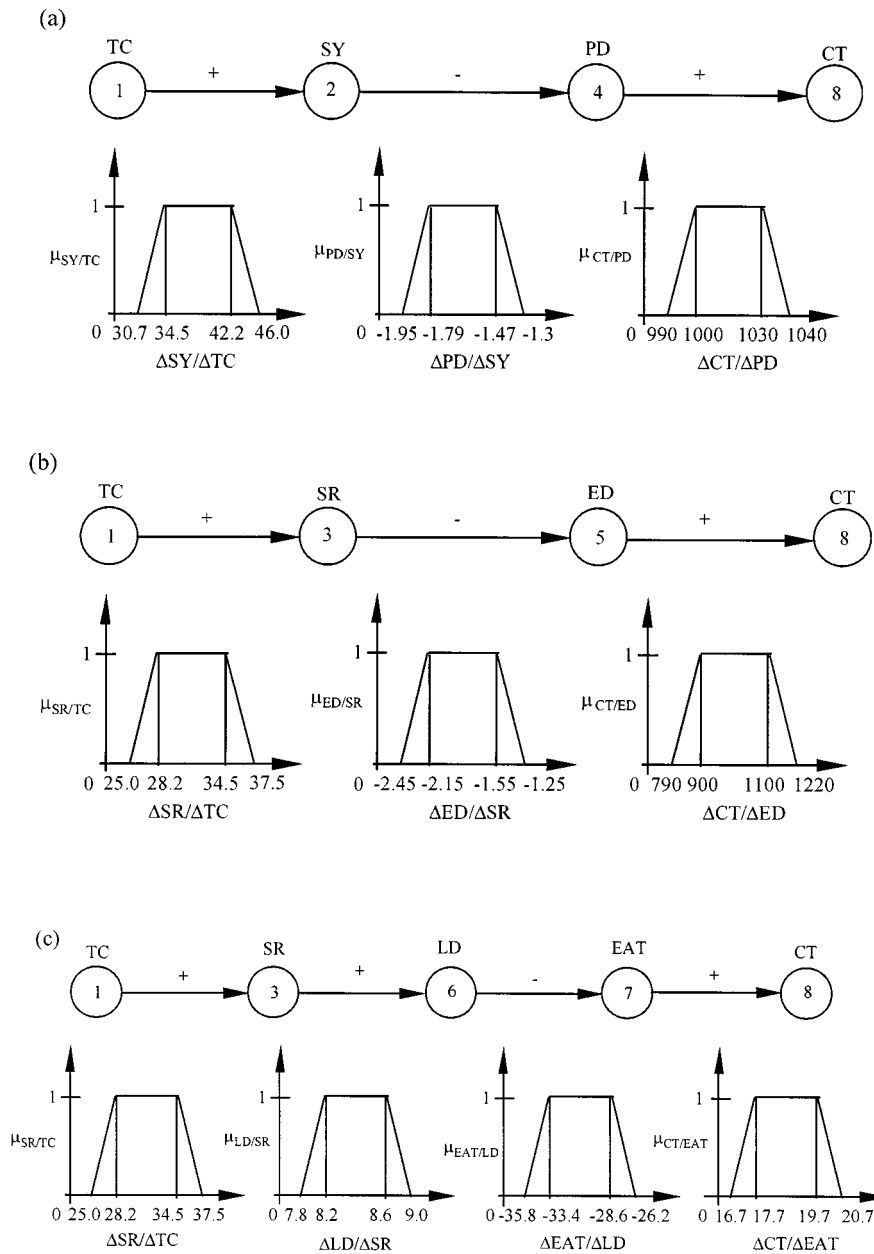 (a)
TC SY PD CT
1 + 2 - 4 + 8
1 1 1
μSY/TC μPD/SY μCT/PD
0 30.7 34.5 42.2 46.0 0 -1.95 -1.79 -1.47 -1.3 0 990 1000 1030 1040
ΔSY/ΔTC ΔPD/ΔSY ΔCT/ΔPD
(b)
TC SR ED CT
1 + 3 - 5 + 8
1 1 1
μSR/TC μED/SR μCT/ED
0 25.0 28.2 34.5 37.5 0 -2.45 -2.15 -1.55 -1.25 0 790 900 1100 1220
ΔSR/ΔTC ΔED/ΔSR ΔCT/ΔED
(c)
TC SR LD EAT CT
1 + 3 + 6 - 7 + 8
1 1 1 1
μSR/TC μLD/SR μEAT/LD μCT/EAT
0 25.0 28.2 34.5 37.5 0 7.8 8.2 8.6 9.0 0 -35.8 -33.4 -28.6 -26.2 0 16.7 17.7 19.7 20.7
ΔSR/ΔTC ΔLD/ΔSR ΔEAT/ΔLD ΔCT/ΔEAT